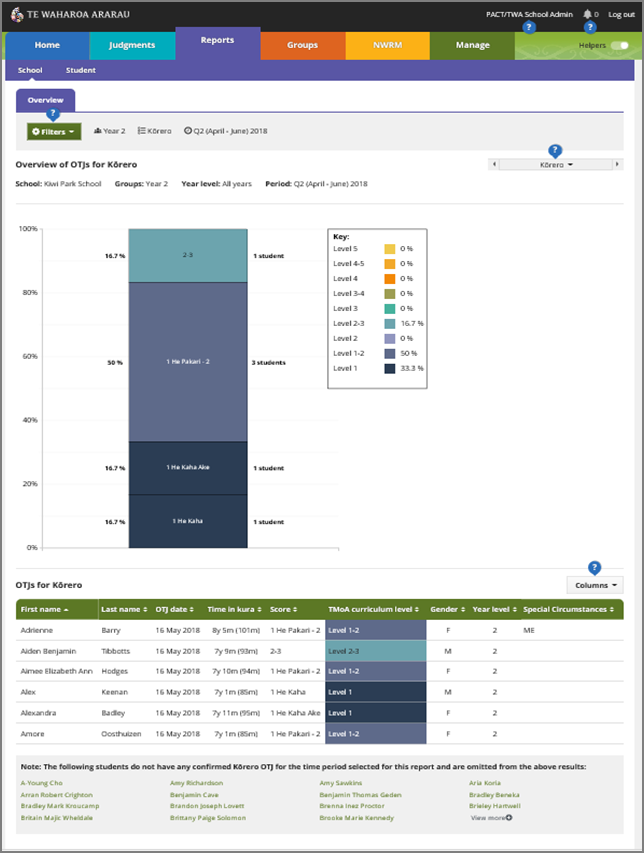 TE WAHAROA ARARAU
PACT/TWA School Admin ? 0 ? Log out
Home Judgments Reports Groups NWRM Manage Helpers
School Student
Overview
?
Filters Year 2 Kōrero Q2 (April - June) 2018
?
Overview of OTJs for Kōrero Kōrero
School: Kiwi Park School Groups: Year 2 Year level: All years Period: Q2 (April - June) 2018
100%
80%
60%
40%
20%
0%
16.7 % 2-3 1 student
50 % 1 He Pakari - 2 3 students
16.7 % 1 He Kaha Ake 1 student
16.7 % 1 He Kaha 1 student
Key:
Level 5 0 %
Level 4-5 0 %
Level 4 0 %
Level 3-4 0 %
Level 3 0 %
Level 2-3 16.7 %
Level 2 0 %
Level 1-2 50 %
Level 1 33.3 %
?
OTJs for Kōrero Columns
First name Last name OTJ date Time in kura Score TMoA curriculum level Gender Year level Special Circumstances
Adrienne Barry 16 May 2018 8y 5m (101m) 1 He Pakari - 2 Level 1-2 F 2 ME
Aiden Benjamin Tibbotts 16 May 2018 7y 9m (93m) 2-3 Level 2-3 M 2
Aimee Elizabeth Ann Hodges 16 May 2018 7y 10m (94m) 1 He Pakari - 2 Level 1-2 F 2
Alex Keenan 16 May 2018 7y 1m (85m) 1 He Kaha Level 1 M 2
Alexandra Badley 16 May 2018 7y 11m (95m) 1 He Kaha Ake Level 1 F 2
Amore Oosthuizen 16 May 2018 7y 1m (85m) 1 He Pakari - 2 Level 1-2 F 2
Note: The following students do not have any confirmed Kōrero OTJ for the time period selected for this report and are omitted from the above results:
A-Young Cho Amy Richardson Amy Sawkins Aria Koria
Arran Robert Crighton Benjamin Cave Benjamin Thomas Geden Bradley Beneka
Bradley Mark Kroucamp Brandon Joseph Lovett Brenna Inez Proctor Brieley Hartwell
Britain Majic Whaldale Brittany Paige Solomon Brooke Marie Kennedy View more